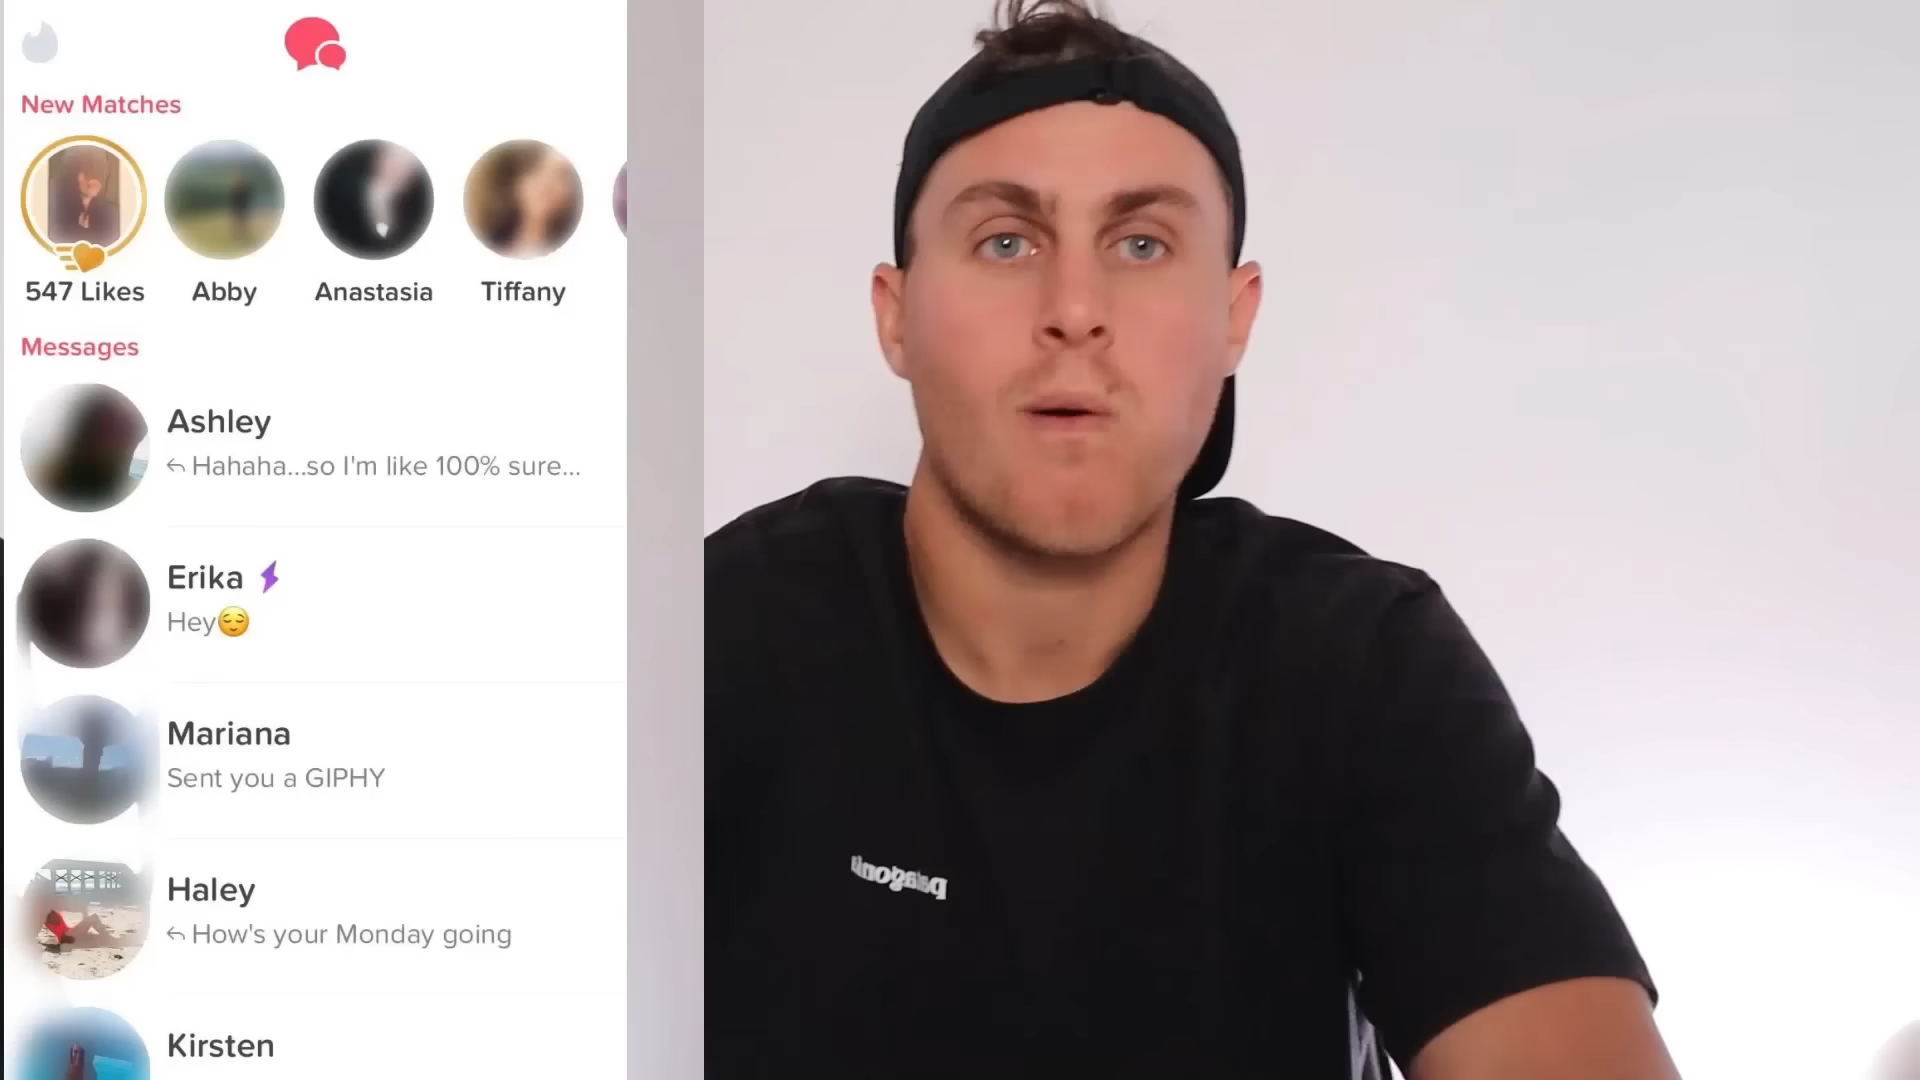 New Matches
547 Likes
Abby
Anastasia
Tiffany
Messages
Ashley
Hahaha...so I'm like 100% sure...
Erika
Hey😌
Mariana
Sent you a GIPHY
Haley
How's your Monday going
Kirsten
patagonia